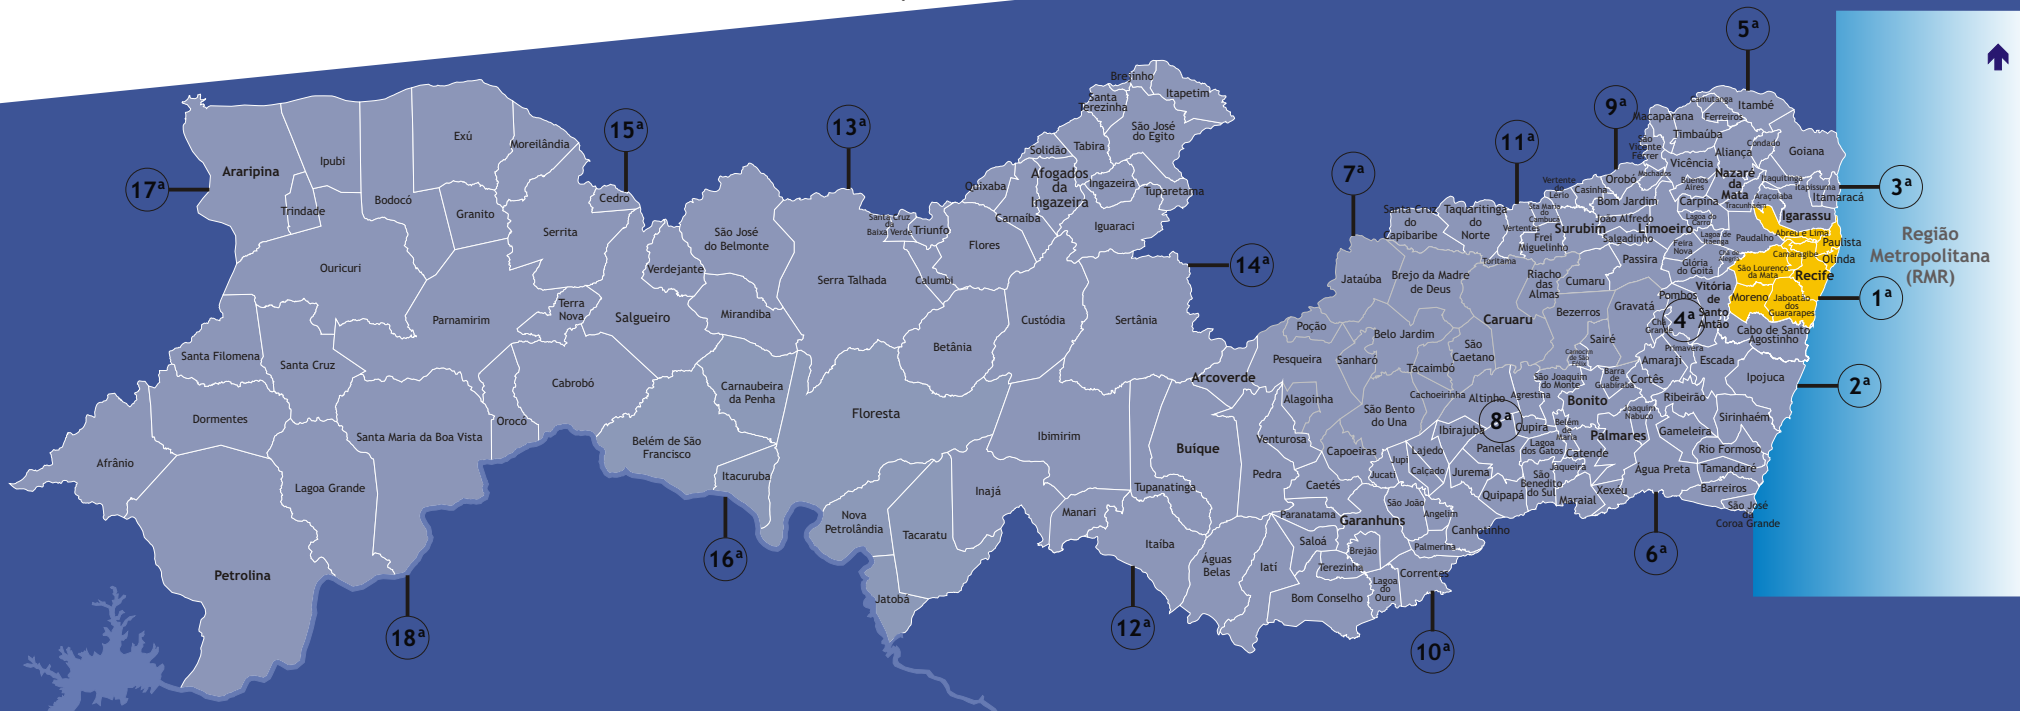 5ª
9ª
11ª
7ª
13ª
15ª
17ª
3ª
14ª
1ª
4ª
2ª
8ª
6ª
16ª
12ª
18ª
10ª
Região
Metropolitana
(RMR)
Araripina
Ipubi
Trindade
Bodocó
Exú
Moreilândia
Granito
Ouricuri
Serrita
Cedro
Parnamirim
Terra
Nova
Salgueiro
Verdejante
São José
do Belmonte
Mirandiba
Santa Filomena
Santa Cruz
Dormentes
Afrânio
Petrolina
Lagoa Grande
Santa Maria da Boa Vista
Orocó
Cabrobó
Belém de São
Francisco
Carnaubeira
da Penha
Itacuruba
Serra Talhada
Santa Cruz
da
Baixa Verde
Triunfo
Calumbi
Flores
Quixaba
Carnaiba
Solidão
Afogados
da
Ingazeira
Tabira
Santa
Terezinha
Brejinho
Itapetim
São José
do Egito
Ingazeira
Tuparetama
Iguaraci
Betânia
Custódia
Sertânia
Floresta
Nova
Petrolândia
Tacaratu
Jatobá
Inajá
Ibimirim
Manari
Tupanatinga
Itaíba
Buíque
Arcoverde
Águas
Belas
Iatí
Pedra
Venturosa
Pesqueira
Alagoinha
Poção
Sanharó
Jataúba
Santa Cruz
do
Capibaribe
Brejo da Madre
de Deus
Belo Jardim
Tacaimbó
São
Caetano
Cachoeirinha
São Bento
do Una
Capoeiras
Caetés
Paranatama
Garanhuns
Saloá
Brejão
Terezinha
Bom Conselho
Lagoa
do
Ouro
Correntes
Palmerina
Canhotinho
Angelim
São João
Jucati
Jupi
Calçado
Lajedo
Jurema
Ibirajuba
Altinho
Agrestina
Panelas
Cupira
Quipapá
São
Benedito
do Sul
Lagoa
dos Gatos
Belém
de
Maria
Jaqueira
Catende
Maraial
Xexéu
Palmares
Água Preta
Joaquim
Nabuco
Bonito
São Joaquim
do Monte
Barra
de
Guabiraba
Cortês
Ribeirão
Gameleira
Sirinhaém
Rio Formoso
Tamandaré
Barreiros
São José
da
Coroa Grande
Ipojuca
Escada
Amaraji
Primavera
Cabo de Santo
Agostinho
Caruaru
Toritama
Taquaritinga
do
Norte
Vertentes
Vertente
do
Lério
Sta Maria
do
Cambucá
Frei
Miguelinho
Surubim
Casinha
Riacho
das
Almas
Cumaru
Bezerros
Gravatá
Sairé
Passira
Salgadinho
João Alfredo
Bom Jardim
Orobó
Machados
Limoeiro
Feira
Nova
Glória
do Goitá
Pombos
Vitória
de
Santo
Antão
Lagoa de
Itaenga
Lagoa do
Carro
Carpina
Paudalho
Tracunhaém
Nazaré
da
Mata
Buenos
Aires
Vicência
São
Vicente
Ferrer
Macaparana
Timbaúba
Camutanga
Ferreiros
Itambé
Aliança
Condado
Goiana
Itaquitinga
Itapissuma
Itamaracá
Araçoiaba
Igarassu
Abreu e Lima
Paulista
Olinda
Camaragibe
São Lourenço
da Mata
Recife
Moreno
Jaboatão
dos
Guararapes